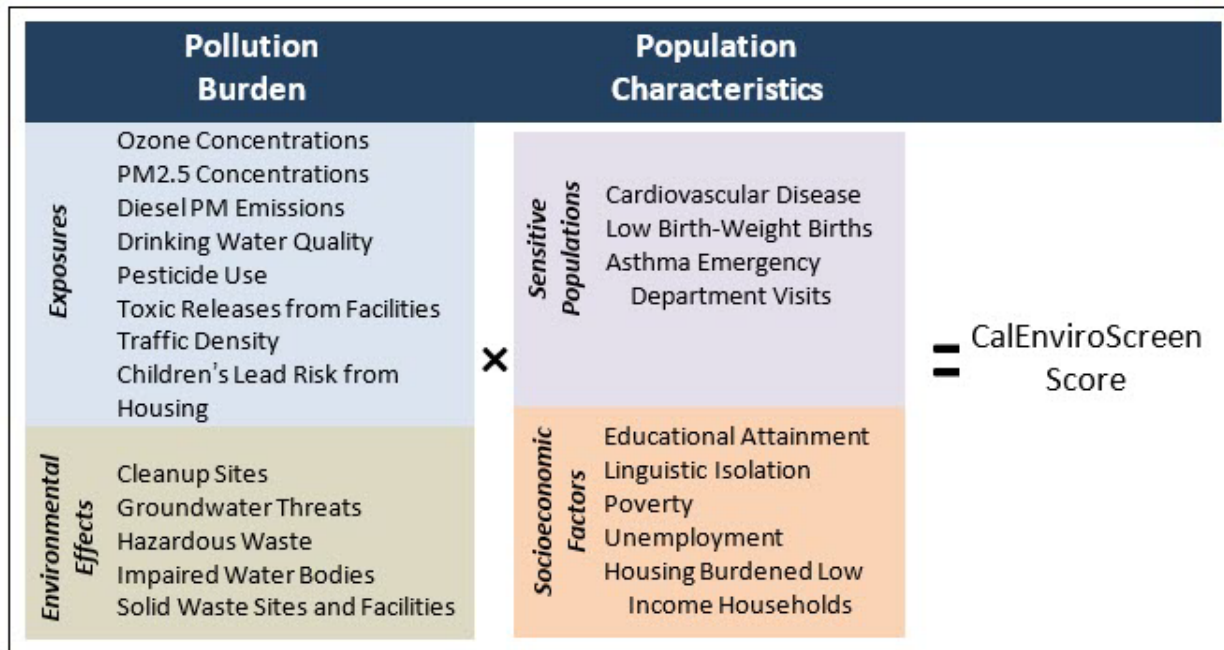 Pollution
Burden
Population
Characteristics
Exposures
Ozone Concentrations
PM2.5 Concentrations
Diesel PM Emissions
Drinking Water Quality
Pesticide Use
Toxic Releases from Facilities
Traffic Density
Children's Lead Risk from
Housing
Environmental
Effects
Cleanup Sites
Groundwater Threats
Hazardous Waste
Impaired Water Bodies
Solid Waste Sites and Facilities
×
Sensitive
Populations
Cardiovascular Disease
Low Birth-Weight Births
Asthma Emergency
Department Visits
Socioeconomic
Factors
Educational Attainment
Linguistic Isolation
Poverty
Unemployment
Housing Burdened Low
Income Households
=
CalEnviroScreen
Score